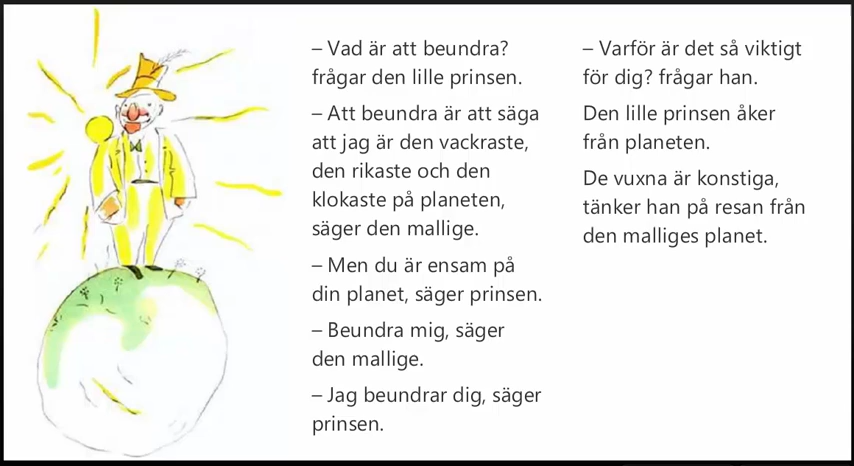 – Vad är att beundra?
frågar den lille prinsen.
– Att beundra är att säga
att jag är den vackraste,
den rikaste och den
klokaste på planeten,
säger den mallige.
– Men du är ensam på
din planet, säger prinsen.
– Beundra mig, säger
den mallige.
– Jag beundrar dig, säger
prinsen.
– Varför är det så viktigt
för dig? frågar han.
Den lille prinsen åker
från planeten.
De vuxna är konstiga,
tänker han på resan från
den malliges planet.